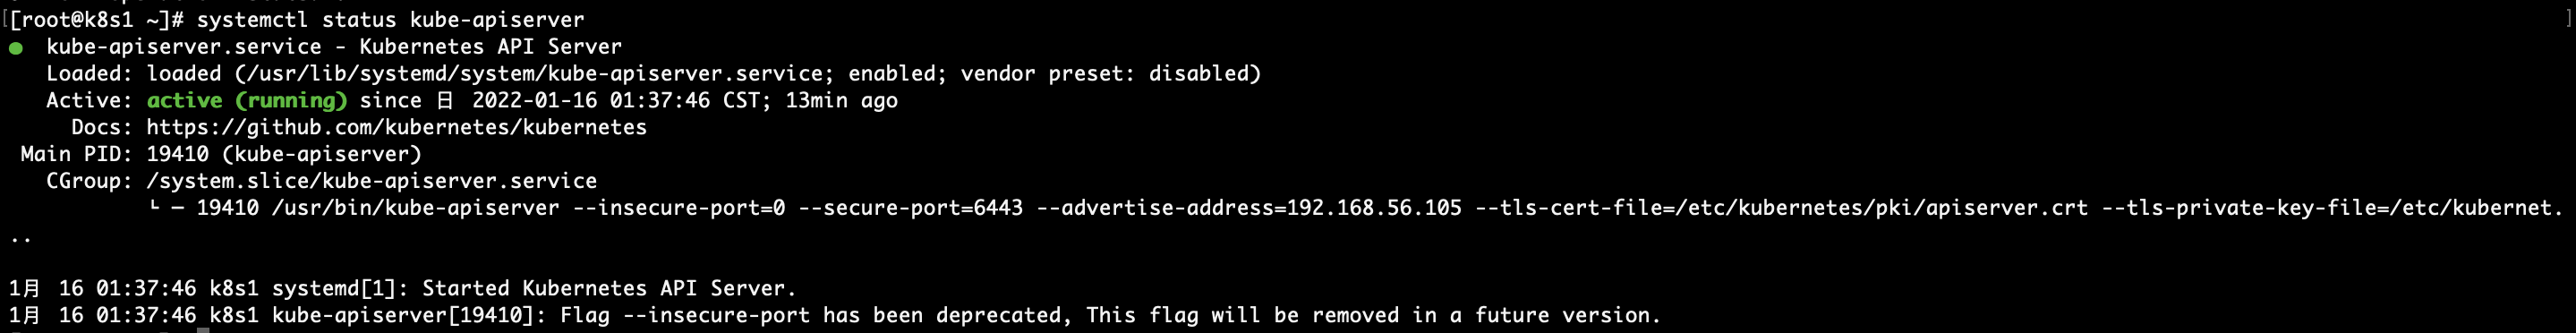 [root@k8s1 ~]# systemctl status kube-apiserver
● kube-apiserver.service - Kubernetes API Server
Loaded: loaded (/usr/lib/systemd/system/kube-apiserver.service; enabled; vendor preset: disabled)
Active: active (running) since 日 2022-01-16 01:37:46 CST; 13min ago
Docs: https://github.com/kubernetes/kubernetes
Main PID: 19410 (kube-apiserver)
CGroup: /system.slice/kube-apiserver.service
└─ 19410 /usr/bin/kube-apiserver --insecure-port=0 --secure-port=6443 --advertise-address=192.168.56.105 --tls-cert-file=/etc/kubernetes/pki/apiserver.crt --tls-private-key-file=/etc/kubernet.
..
1月 16 01:37:46 k8s1 systemd[1]: Started Kubernetes API Server.
1月 16 01:37:46 k8s1 kube-apiserver[19410]: Flag --insecure-port has been deprecated, This flag will be removed in a future version.